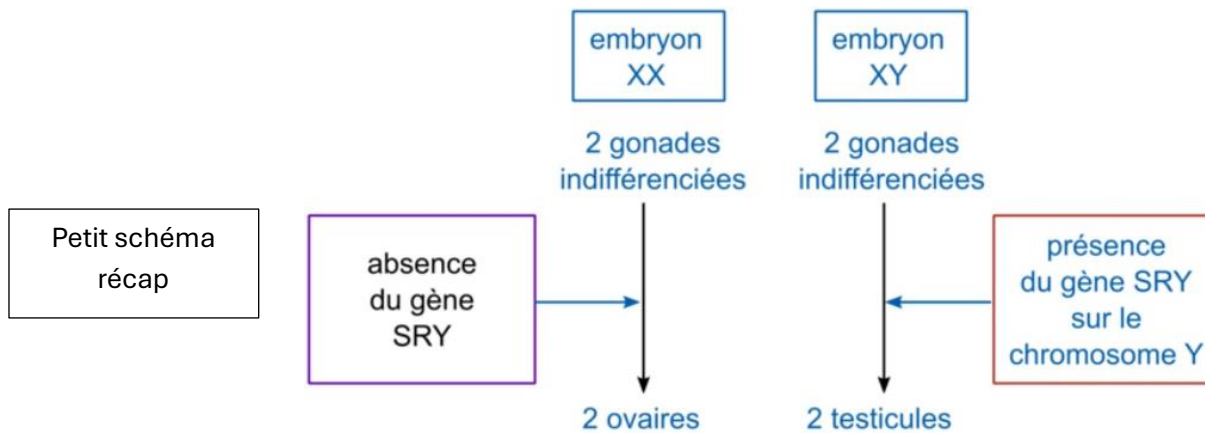 embryon
XX
embryon
XY
2 gonades
indifférenciées
2 gonades
indifférenciées
Petit schéma
récap
absence
du gène
SRY
présence
du gène SRY
sur le
chromosome Y
2 ovaires
2 testicules